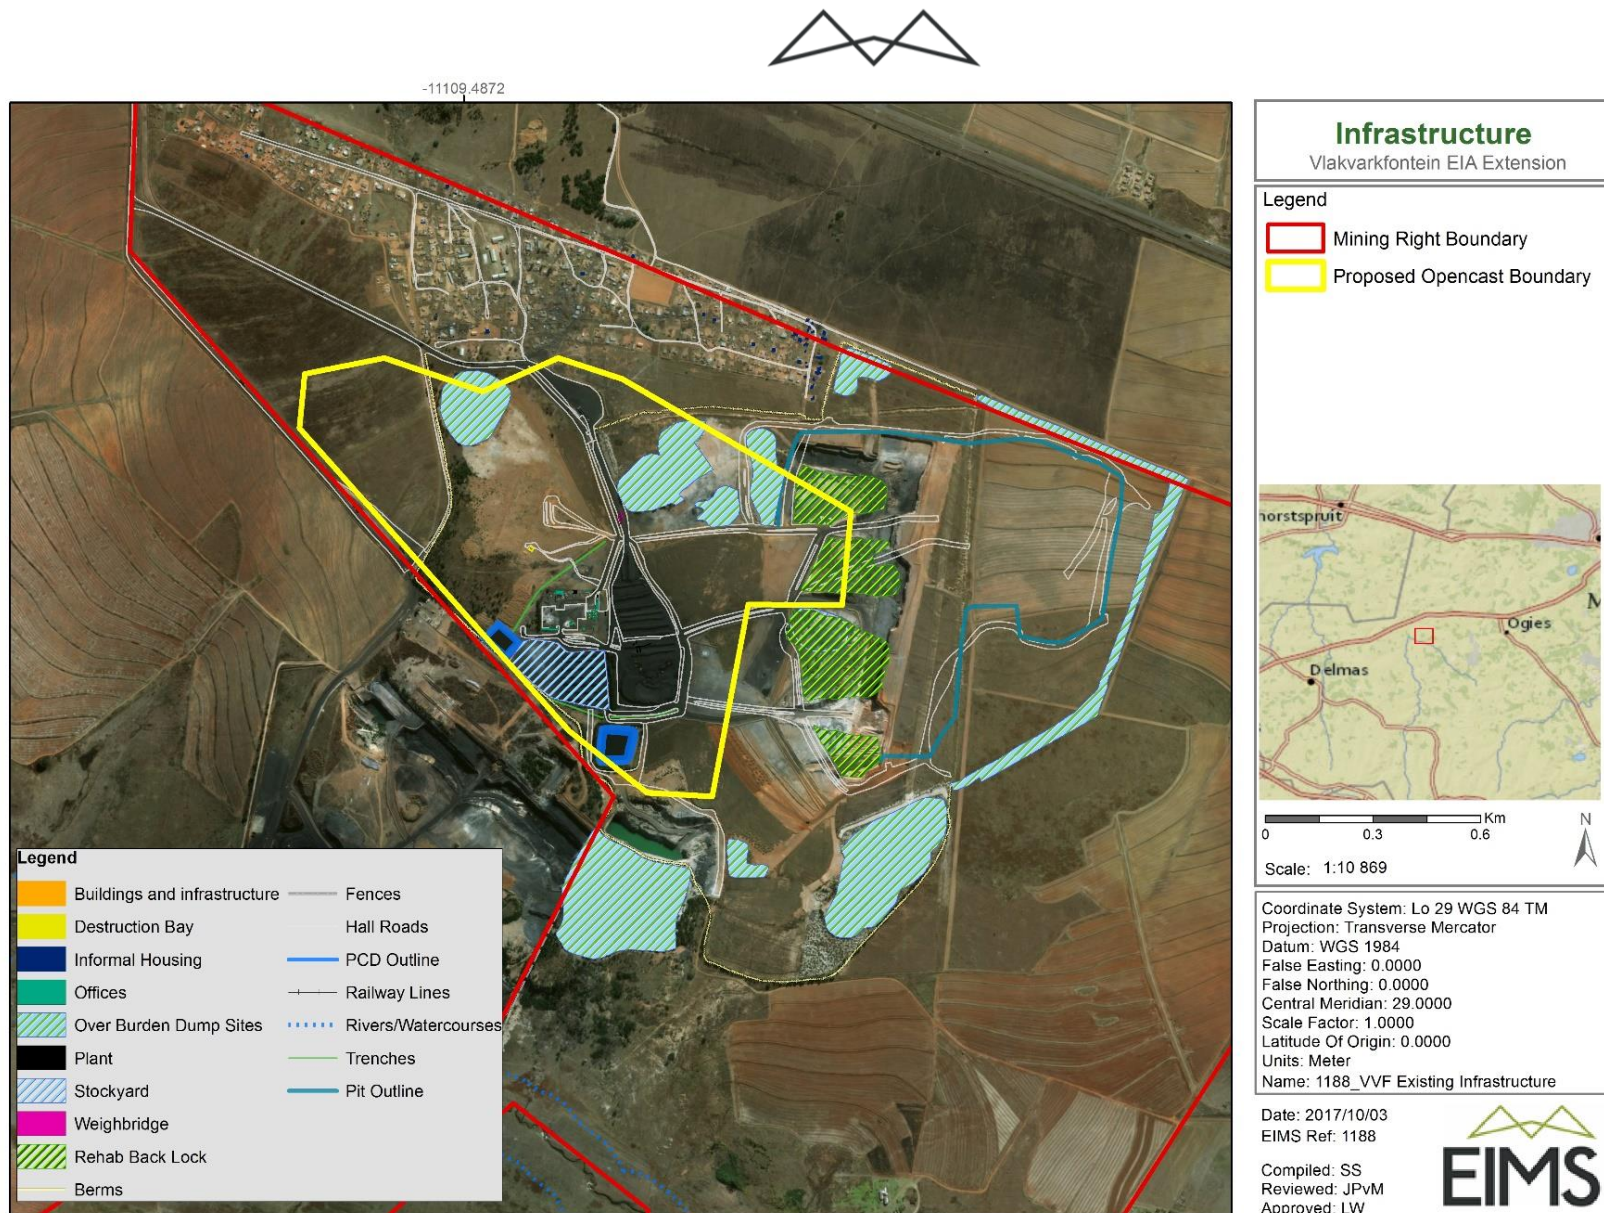 -11109.4872
Infrastructure
Vlakvarkfontein EIA Extension
Legend
Mining Right Boundary
Proposed Opencast Boundary
horstspruit
M
Ogies
Delmas
Km
0 0.3 0.6
N
Scale: 1:10 869
Coordinate System: Lo 29 WGS 84 TM
Projection: Transverse Mercator
Datum: WGS 1984
False Easting: 0.0000
False Northing: 0.0000
Central Meridian: 29.0000
Scale Factor: 1.0000
Latitude Of Origin: 0.0000
Units: Meter
Name: 1188_VVF Existing Infrastructure
Date: 2017/10/03
EIMS Ref: 1188
Compiled: SS
Reviewed: JPvM
Approved: LW
EIMS
Legend
Buildings and infrastructure
Destruction Bay
Informal Housing
Offices
Over Burden Dump Sites
Plant
Stockyard
Weighbridge
Rehab Back Lock
Berms
Fences
Hall Roads
PCD Outline
Railway Lines
Rivers/Watercourses
Trenches
Pit Outline